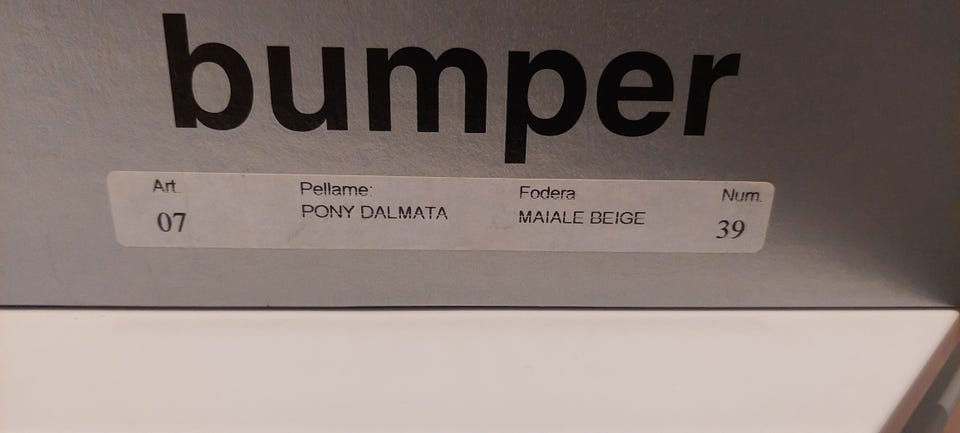 bumper
Art. Pellame: Fodera Num.
07 PONY DALMATA MAIALE BEIGE 39